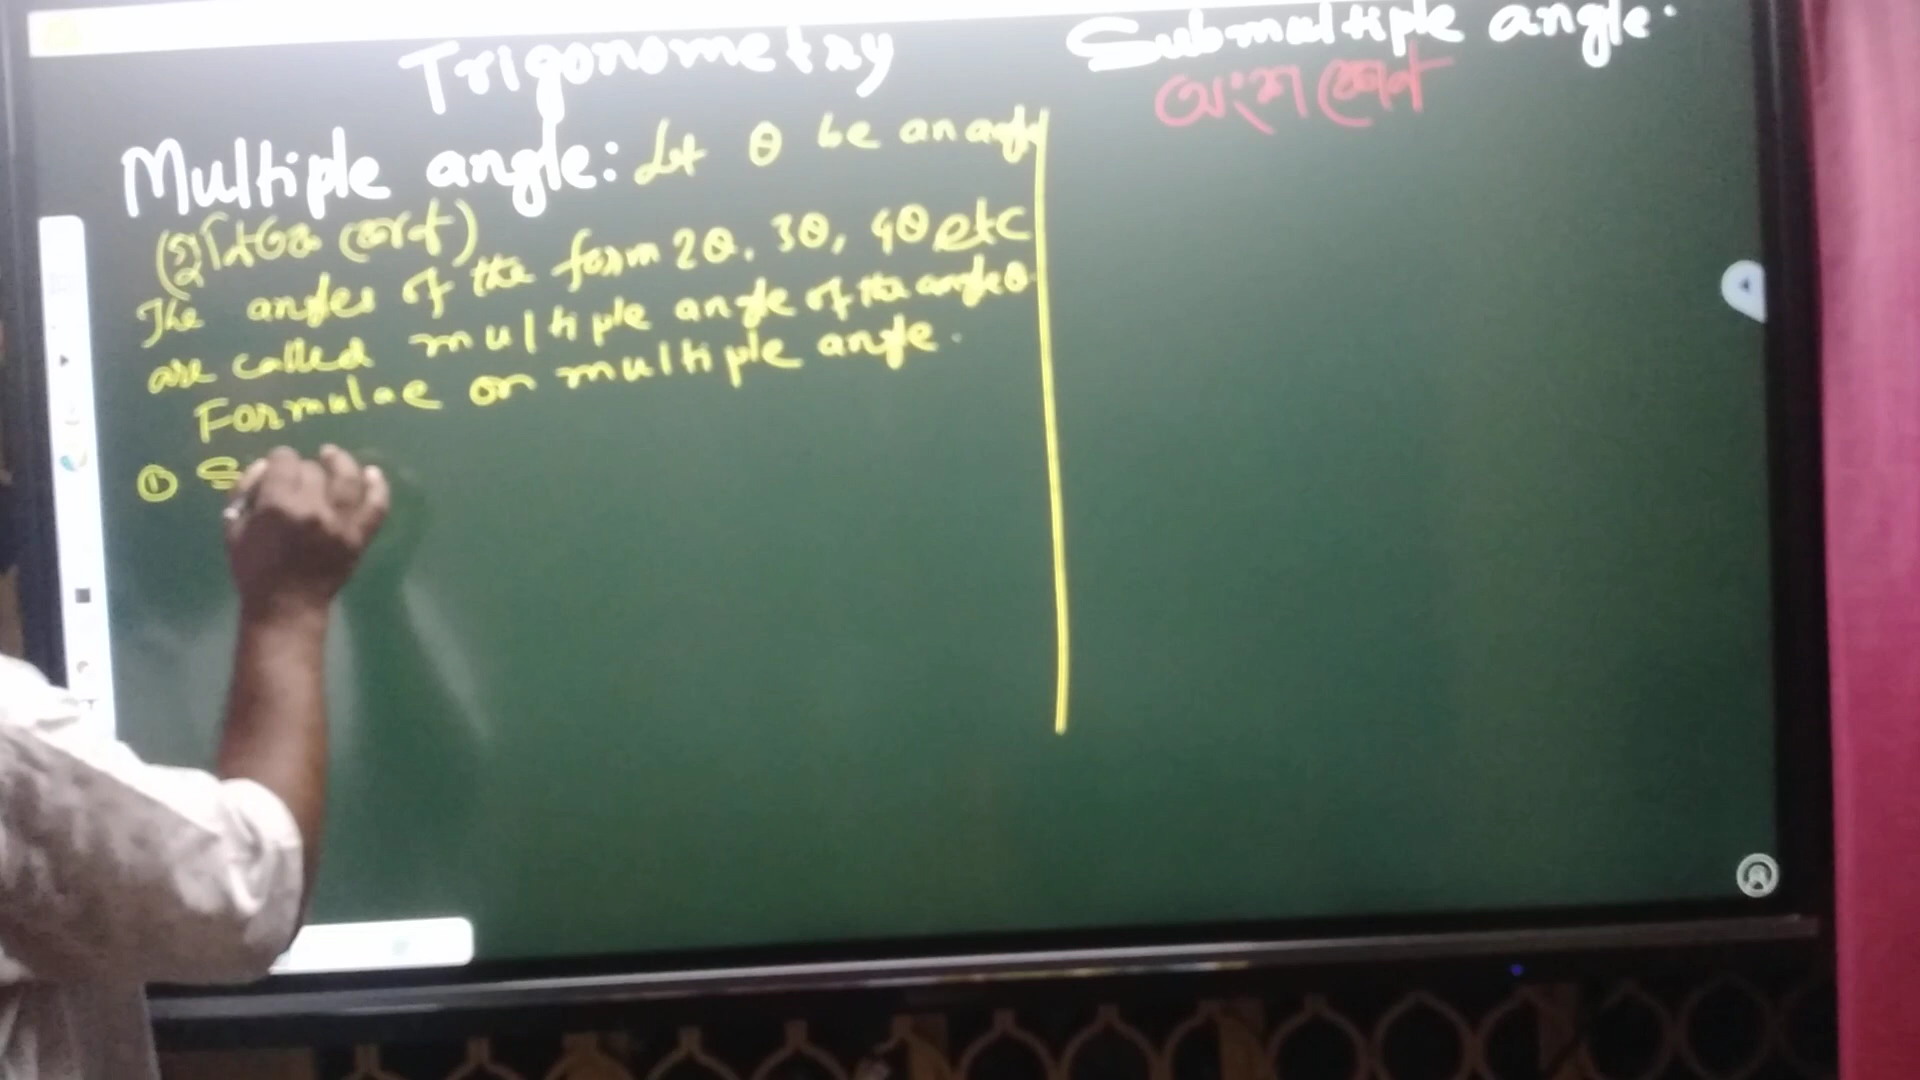 Trigonometry
Multiple angle: Let θ be an angle
(গুণিতক কোণ)
The angles of the form 2θ, 3θ, 4θ etc
are called multiple angle of the angle θ.
Formulae on multiple angle.
① S
Submultiple angle.
অংশ কোণ